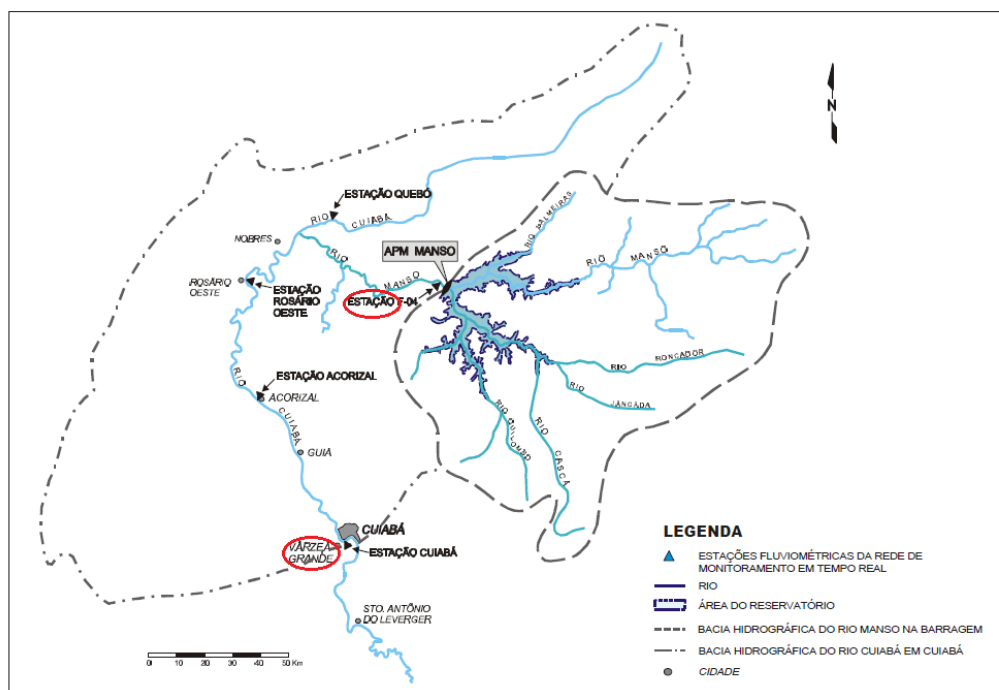 N
ESTAÇÃO QUEBÓ
RIO
CUIABÁ
NOBRES
RIO
MANSO
APM MANSO
RIO PALMEIRAS
RIO
MANSO
ROSÁRIO
OESTE
ESTAÇÃO
ROSÁRIO
OESTE
ESTAÇÃO F-04
RIO
RONCADOR
RIO
JANGADA
RIO
CUIABÁ
ESTAÇÃO ACORIZAL
ACORIZAL
RIO QUILOMBO
RIO
CASCA
GUIA
CUIABÁ
VÁRZEA
GRANDE
ESTAÇÃO CUIABÁ
STO. ANTÔNIO
DO LEVERGER
0 10 20 30 40 50 Km
LEGENDA
ESTAÇÕES FLUVIOMÉTRICAS DA REDE DE
MONITORAMENTO EM TEMPO REAL
RIO
ÁREA DO RESERVATÓRIO
BACIA HIDROGRÁFICA DO RIO MANSO NA BARRAGEM
BACIA HIDROGRÁFICA DO RIO CUIABÁ EM CUIABÁ
CIDADE